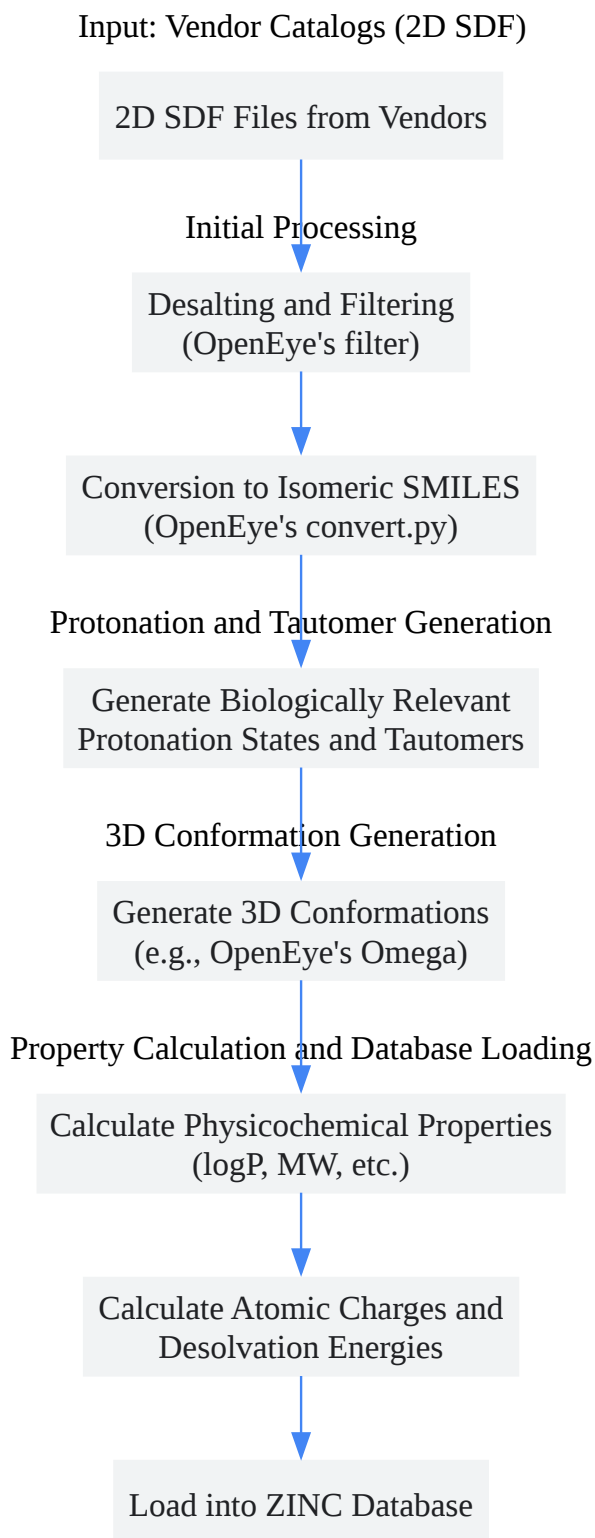 Input: Vendor Catalogs (2D SDF)
2D SDF Files from Vendors
Initial Processing
Desalting and Filtering
(OpenEye's filter)
Conversion to Isomeric SMILES
(OpenEye's convert.py)
Protonation and Tautomer Generation
Generate Biologically Relevant
Protonation States and Tautomers
3D Conformation Generation
Generate 3D Conformations
(e.g., OpenEye's Omega)
Property Calculation and Database Loading
Calculate Physicochemical Properties
(logP, MW, etc.)
Calculate Atomic Charges and
Desolvation Energies
Load into ZINC Database